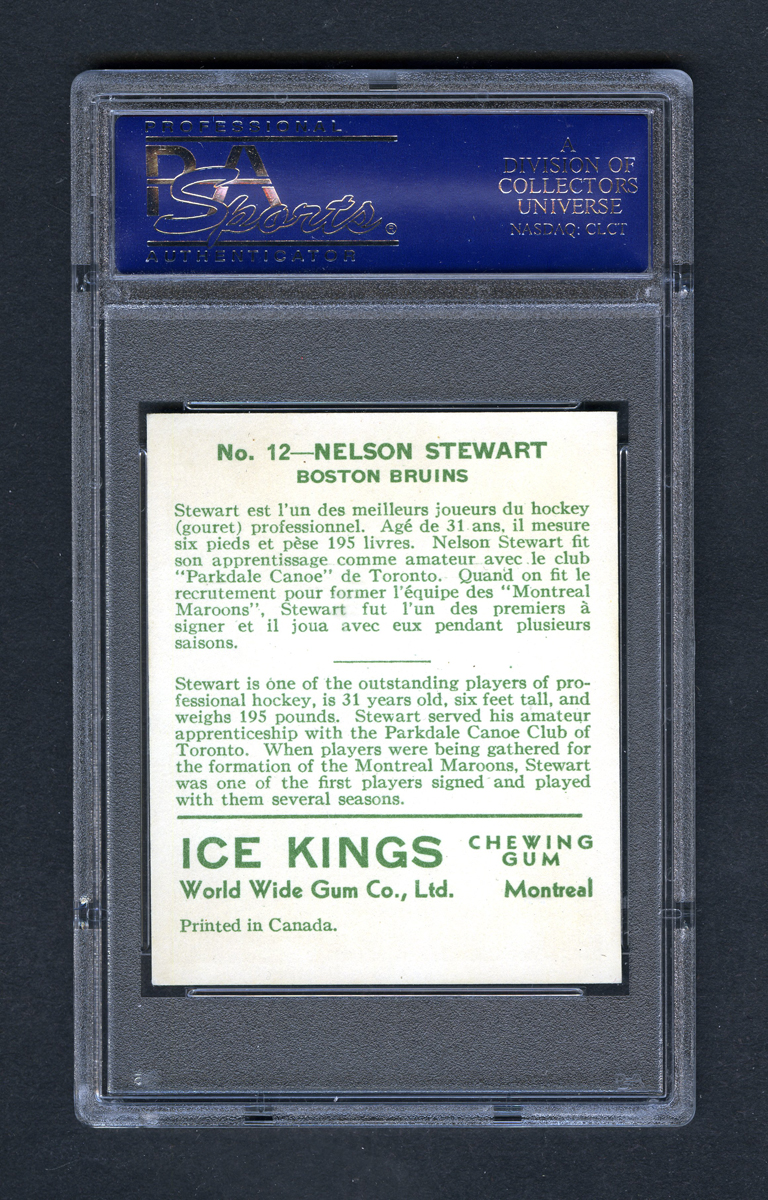 PROFESSIONAL
PSA
Sports®
AUTHENTICATOR
A
DIVISION OF
COLLECTORS
UNIVERSE
NASDAQ: CLCT
No. 12—NELSON STEWART
BOSTON BRUINS
Stewart est l'un des meilleurs joueurs du hockey
(gouret) professionnel. Agé de 31 ans, il mesure
six pieds et pèse 195 livres. Nelson Stewart fit
son apprentissage comme amateur avec le club
"Parkdale Canoe" de Toronto. Quand on fit le
recrutement pour former l'équipe des "Montreal
Maroons", Stewart fut l'un des premiers à
signer et il joua avec eux pendant plusieurs
saisons.
Stewart is one of the outstanding players of pro-
fessional hockey, is 31 years old, six feet tall, and
weighs 195 pounds. Stewart served his amateur
apprenticeship with the Parkdale Canoe Club of
Toronto. When players were being gathered for
the formation of the Montreal Maroons, Stewart
was one of the first players signed and played
with them several seasons.
ICE KINGS CHEWING
GUM
World Wide Gum Co., Ltd. Montreal
Printed in Canada.